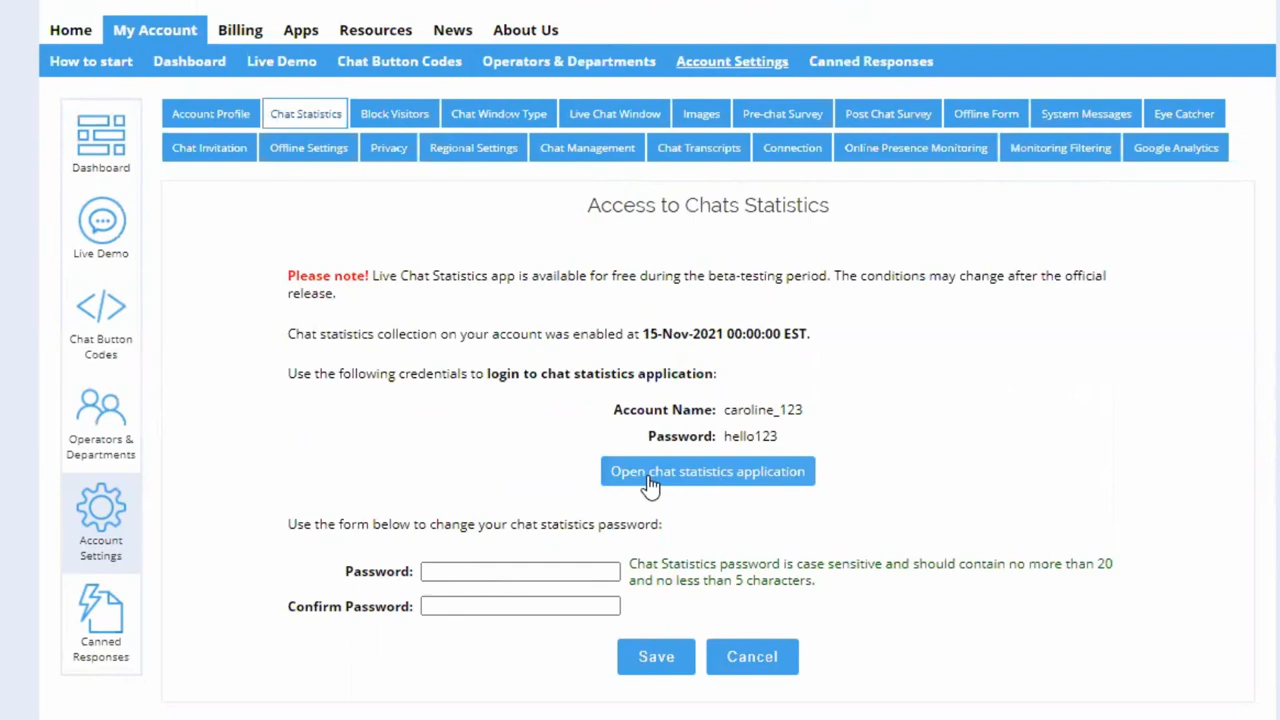 Home My Account Billing Apps Resources News About Us
How to start Dashboard Live Demo Chat Button Codes Operators & Departments Account Settings Canned Responses
Account Profile Chat Statistics Block Visitors Chat Window Type Live Chat Window Images Pre-chat Survey Post Chat Survey Offline Form System Messages Eye Catcher
Chat Invitation Offline Settings Privacy Regional Settings Chat Management Chat Transcripts Connection Online Presence Monitoring Monitoring Filtering Google Analytics
Dashboard
Live Demo
Chat Button
Codes
Operators &
Departments
Account
Settings
Canned
Responses
Access to Chats Statistics
Please note! Live Chat Statistics app is available for free during the beta-testing period. The conditions may change after the official
release.
Chat statistics collection on your account was enabled at 15-Nov-2021 00:00:00 EST.
Use the following credentials to login to chat statistics application:
Account Name: caroline_123
Password: hello123
Open chat statistics application
Use the form below to change your chat statistics password:
Password:
Chat Statistics password is case sensitive and should contain no more than 20
and no less than 5 characters.
Confirm Password:
Save Cancel